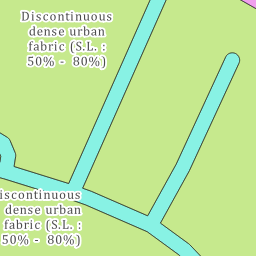 Discontinuous
dense urban
fabric (S.L. :
50% - 80%)
iscontinuous
dense urban
fabric (S.L. :
50% - 80%)